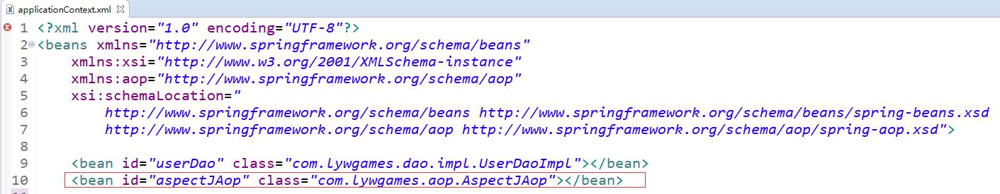 applicationContext.xml
1 <?xml version="1.0" encoding="UTF-8"?>
2 <beans xmlns="http://www.springframework.org/schema/beans"
3 xmlns:xsi="http://www.w3.org/2001/XMLSchema-instance"
4 xmlns:aop="http://www.springframework.org/schema/aop"
5 xsi:schemaLocation="
6 http://www.springframework.org/schema/beans http://www.springframework.org/schema/beans/spring-beans.xsd
7 http://www.springframework.org/schema/aop http://www.springframework.org/schema/aop/spring-aop.xsd">
8
9 <bean id="userDao" class="com.lywgames.dao.impl.UserDaoImpl"></bean>
10 <bean id="aspectJAop" class="com.lywgames.aop.AspectJAop"></bean>